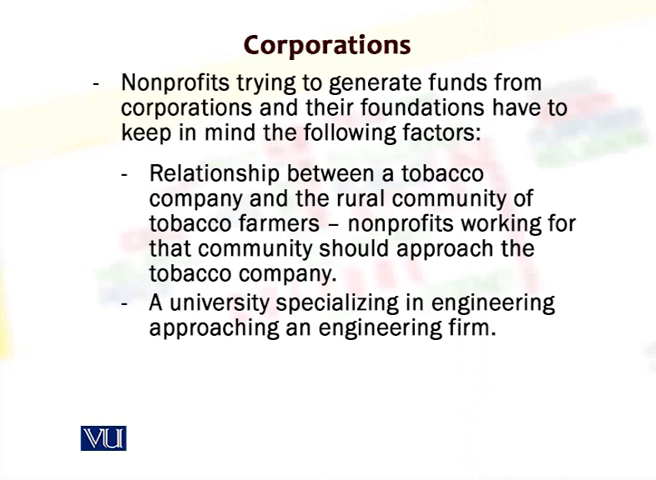 Corporations
- Nonprofits trying to generate funds from
corporations and their foundations have to
keep in mind the following factors:
- Relationship between a tobacco
company and the rural community of
tobacco farmers – nonprofits working for
that community should approach the
tobacco company.
- A university specializing in engineering
approaching an engineering firm.
VU